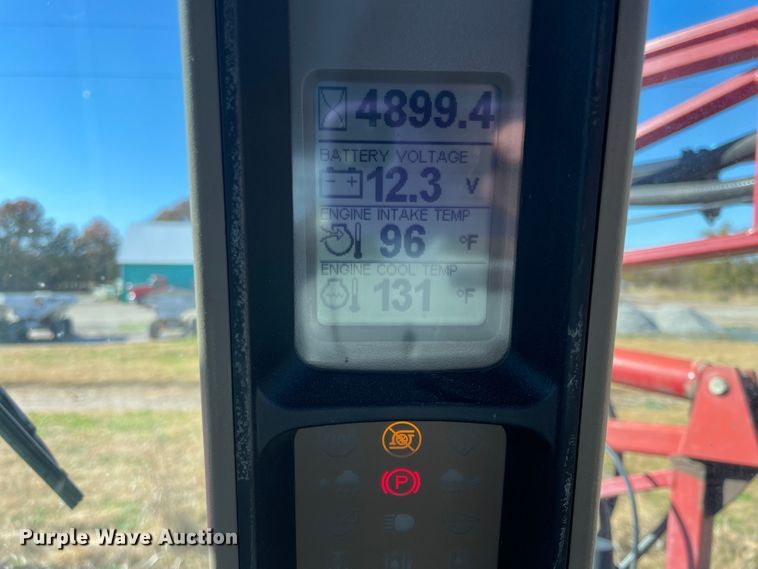 4899.4
BATTERY VOLTAGE
12.3 V
ENGINE INTAKE TEMP
96 °F
ENGINE COOL TEMP
131 °F
P
Purple Wave Auction